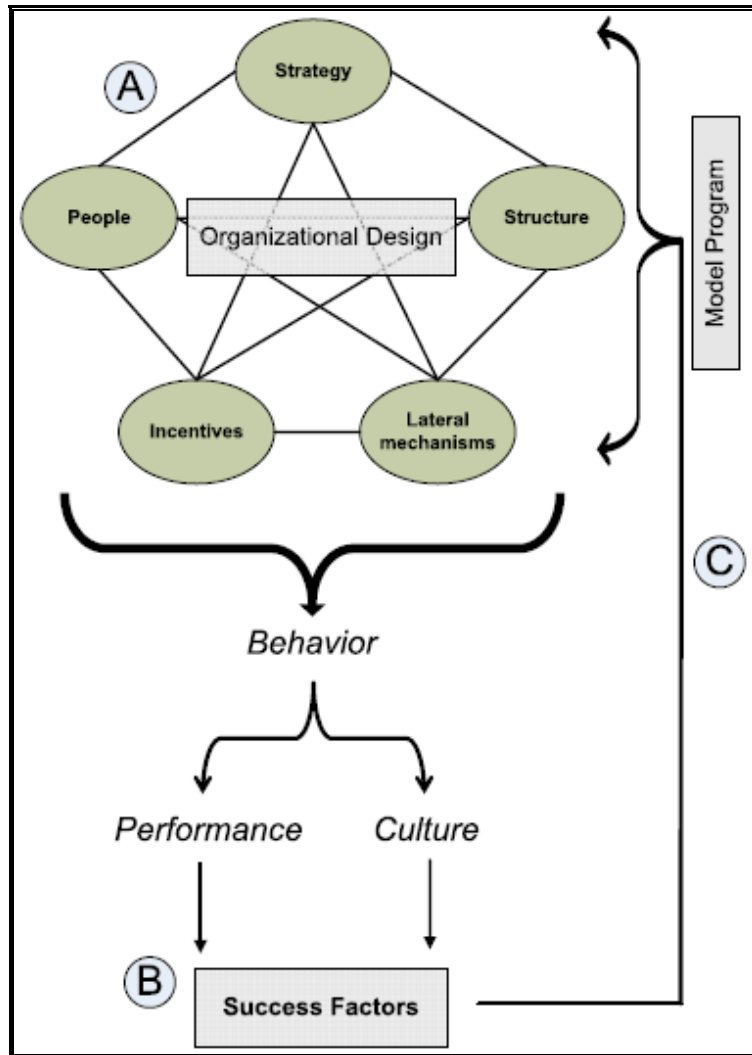 A
Strategy
People
Organizational Design
Structure
Model Program
Incentives
Lateral
mechanisms
C
Behavior
Performance
Culture
B
Success Factors